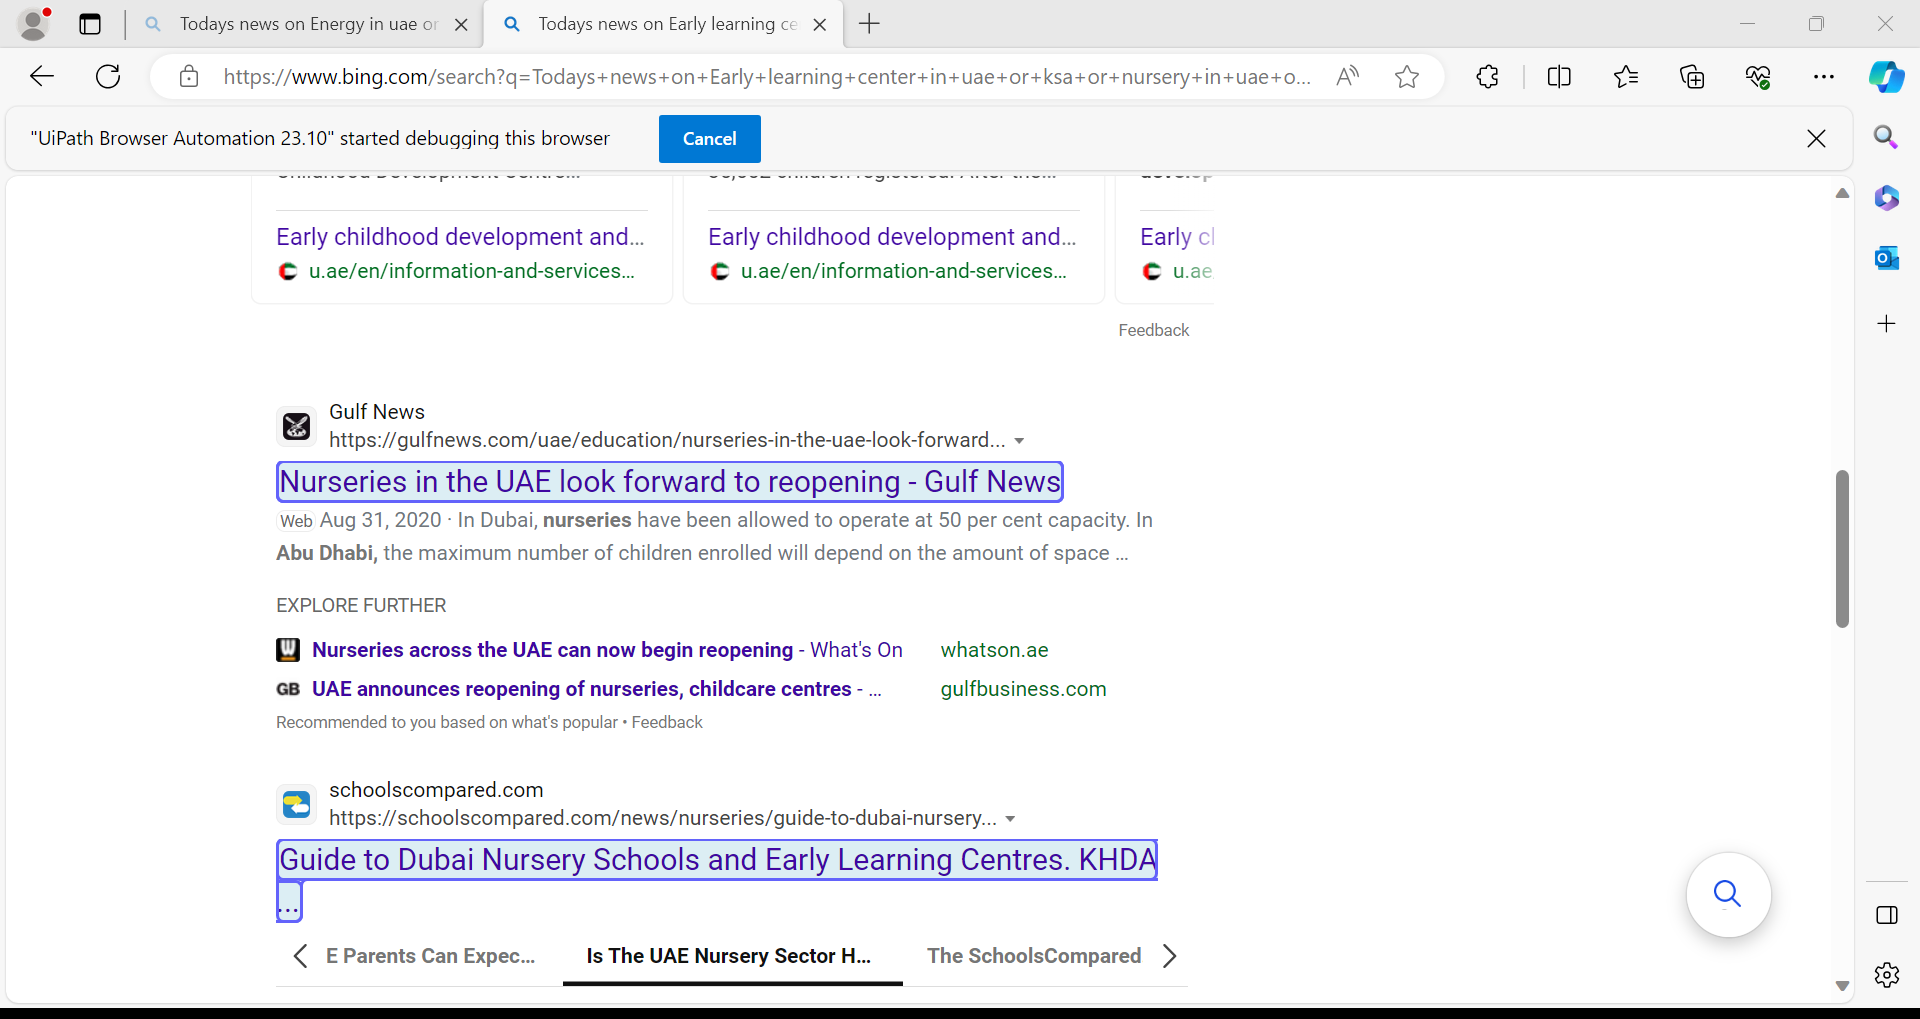 Todays news on Energy in uae or
Todays news on Early learning ce
https://www.bing.com/search?q=Todays+news+on+Early+learning+center+in+uae+or+ksa+or+nursery+in+uae+o...
"UiPath Browser Automation 23.10" started debugging this browser
Cancel
Childhood Development Centre...
children registered. After the...
Early childhood development and...
u.ae/en/information-and-services...
Early childhood development and...
u.ae/en/information-and-services...
Early cl
u.ae
Feedback
Gulf News
https://gulfnews.com/uae/education/nurseries-in-the-uae-look-forward...
Nurseries in the UAE look forward to reopening - Gulf News
Web Aug 31, 2020 · In Dubai, nurseries have been allowed to operate at 50 per cent capacity. In
Abu Dhabi, the maximum number of children enrolled will depend on the amount of space ...
EXPLORE FURTHER
Nurseries across the UAE can now begin reopening - What's On whatson.ae
GB UAE announces reopening of nurseries, childcare centres - ... gulfbusiness.com
Recommended to you based on what's popular • Feedback
schoolscompared.com
https://schoolscompared.com/news/nurseries/guide-to-dubai-nursery...
Guide to Dubai Nursery Schools and Early Learning Centres. KHDA
...
E Parents Can Expec...
Is The UAE Nursery Sector H...
The SchoolsCompared